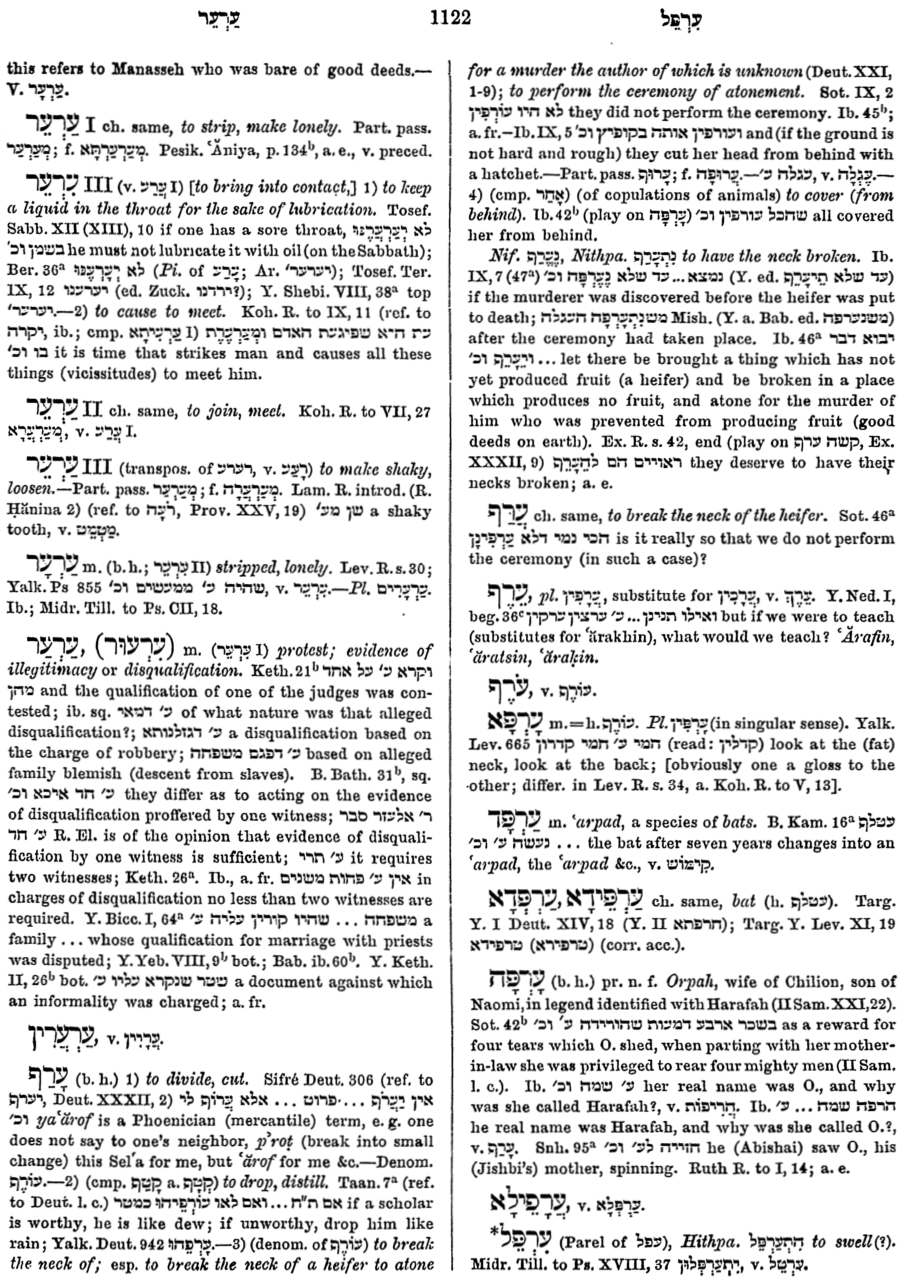 עַרְעֵר
1122
עִרְפֵּל
this refers to Manasseh who was bare of good deeds.—
V. עַרְעָר.
עַרְעֵר I ch. same, to strip, make lonely. Part. pass.
מְעַרְעַר; f. מְעַרְעַרְתָּא. Pesik. ʿĂniya, p. 134ᵇ, a. e., v. preced.
עִרְעֵר III (v. עָרַע I) [to bring into contact,] 1) to keep
a liquid in the throat for the sake of lubrication. Tosef.
Sabb. XII (XIII), 10 if one has a sore throat, לֹא יְעַרְעֲרֶנּוּ
בשמן וכ׳ he must not lubricate it with oil (on the Sabbath);
Ber. 36ᵃ לא יְעָרְעֶנּוּ (Pi. of עָרַע; Ar. יערער׳); Tosef. Ter.
IX, 12 יערענו (ed. Zuck. ירדנו?); Y. Shebi. VIII, 38ᵃ top
יערער׳.—2) to cause to meet. Koh. R. to IX, 11 (ref. to
יקרה, ib.; cmp. עַרְעִיתָא I) עת היא שפיגעת האדם וּמְעַרְעֶרֶת
בו וכ׳ it is time that strikes man and causes all these
things (vicissitudes) to meet him.
עַרְעֵר II ch. same, to join, meet. Koh. R. to VII, 27
מְעַרְעֲרָא, v. עֲרַע I.
עַרְעֵר III (transpos. of רערע, v. רָעַע) to make shaky,
loosen.—Part. pass. מְעַרְעַר; f. מְעַרְעֲרָה. Lam. R. introd. (R.
Ḥănina 2) (ref. to רֹעָה, Prov. XXV, 19) שן מע׳ a shaky
tooth, v. מַטְמֵט.
עַרְעָר m. (b. h.; עִרְעֵר II) stripped, lonely. Lev. R. s. 30;
Yalk. Ps 855 שהיה ע׳ ממעשים וכ׳, v. עִרְעֵר.—Pl. עַרְעָרִים.
Ib.; Midr. Till. to Ps. CII, 18.
עַרְעַר, (עִרְעוּר) m. (עִרְעֵר I) protest; evidence of
illegitimacy or disqualification. Keth. 21ᵇ וקרא ע׳ על אחד
מהן and the qualification of one of the judges was con-
tested; ib. sq. ע׳ דמאי of what nature was that alleged
disqualification?; ע׳ דגזלנותא a disqualification based on
the charge of robbery; ע׳ דפגם משפחה based on alleged
family blemish (descent from slaves). B. Bath. 31ᵇ, sq.
ע׳ חד איכא וכ׳ they differ as to acting on the evidence
of disqualification proffered by one witness; ר׳ אלעזר סבר
ע׳ חד R. El. is of the opinion that evidence of disquali-
fication by one witness is sufficient; ע׳ תרי it requires
two witnesses; Keth. 26ᵃ. Ib., a. fr. אין ע׳ פחות משנים in
charges of disqualification no less than two witnesses are
required. Y. Bicc. I, 64ᵃ משפחה ... שהיו קורין עליה ע׳ a
family ... whose qualification for marriage with priests
was disputed; Y. Yeb. VIII, 9ᵇ bot.; Bab. ib. 60ᵇ. Y. Keth.
II, 26ᵇ bot. שטר שנקרא עליו ע׳ a document against which
an informality was charged; a. fr.
עַרְעֲרִין, v. עֲרָיִין.
עָרַף (b. h.) 1) to divide, cut. Sifré Deut. 306 (ref. to
יערף, Deut. XXXII, 2) אין יַעֲרֹף ... פרוט ... אלא עֲרוֹף לי
וכ׳ yaʿărof is a Phoenician (mercantile) term, e. g. one
does not say to one's neighbor, p'roṭ (break into small
change) this Selʿa for me, but ʿărof for me &c.—Denom.
עוֹרֶף.—2) (cmp. קָטַף a. קְטַף) to drop, distill. Taan. 7ᵃ (ref.
to Deut. l. c.) אם ת״ח ... ואם לאו עוֹרְפֵיהוּ כמטר if a scholar
is worthy, he is like dew; if unworthy, drop him like
rain; Yalk. Deut. 942 עָרְפֵהוּ.—3) (denom. of עוֹרֶף) to break
the neck of; esp. to break the neck of a heifer to atone
for a murder the author of which is unknown (Deut. XXI,
1-9); to perform the ceremony of atonement. Sot. IX, 2
לא היו עוֹרְפִין they did not perform the ceremony. Ib. 45ᵇ;
a. fr.—Ib. IX, 5 ועורפין אותה בקופיץ וכ׳ and (if the ground is
not hard and rough) they cut her head from behind with
a hatchet.—Part. pass. עָרוּף; f. עֲרוּפָה.—עגלה ע׳, v. עֶגְלָה.—
4) (cmp. אָחַר) (of copulations of animals) to cover (from
behind). Ib. 42ᵇ (play on עָרְפָּה) שהכל עורפין וכ׳ all covered
her from behind.
Nif. נֶעֱרַף, Nithpa. נִתְעָרַף to have the neck broken. Ib.
IX, 7 (47ᵃ) נמצא ... עד שלא נֶעֶרְפָה וכ׳ (Y. ed. עד שלא תֵּיעָרֵף)
if the murderer was discovered before the heifer was put
to death; משנִתְעָרְפָה העגלה Mish. (Y. a. Bab. ed. משנערפה)
after the ceremony had taken place. Ib. 46ᵃ יבוא דבר
... וְיֵעָרֵף וכ׳ let there be brought a thing which has not
yet produced fruit (a heifer) and be broken in a place
which produces no fruit, and atone for the murder of
him who was prevented from producing fruit (good
deeds on earth). Ex. R. s. 42, end (play on קשה ערף, Ex.
XXXII, 9) ראויים הם לְהֵעָרֵף they deserve to have their
necks broken; a. e.
עֲרַף ch. same, to break the neck of the heifer. Sot. 46ᵃ
הכי נמי דלא עָרְפִינָן is it really so that we do not perform
the ceremony (in such a case)?
עֶרֶף, pl. עֲרָפִין, substitute for עֲרָכִין, v. עֵרֶךְ. Y. Ned. I,
beg. 36ᶜ ואילו תנינן ... ע׳ ערצין ערקין but if we were to teach
(substitutes for ʿărakhin), what would we teach? ʿĂrafin,
ʿăratsin, ʿăraḳin.
עֹרֶף, v. עוֹרֶף.
עָרְפָּא m.=h. עוֹרֶף. Pl. עָרְפִּין (in singular sense). Yalk.
Lev. 665 חמי ע׳ חמי קדרון (read: קדלין) look at the (fat)
neck, look at the back; [obviously one a gloss to the
other; differ. in Lev. R. s. 34, a. Koh. R. to V, 13].
עַרְפָּד m. ʿarpad, a species of bats. B. Kam. 16ᵃ עטלף
... נעשה ע׳ וכ׳ the bat after seven years changes into an
ʿarpad, the ʿarpad &c., v. קִימוֹשׁ.
עַרְפְּדָא, עַרְפֵּידָא ch. same, bat (h. עטלף). Targ.
Y. I Deut. XIV, 18 (Y. II חרפתא); Targ. Y. Lev. XI, 19
טרפידא (טרפירא) (corr. acc.).
עָרְפָּה (b. h.) pr. n. f. Orpah, wife of Chilion, son of
Naomi, in legend identified with Harafah (II Sam. XXI, 22).
Sot. 42ᵇ בשכר ארבע דמעות שהורידה ע׳ וכ׳ as a reward for
four tears which O. shed, when parting with her mother-
in-law she was privileged to rear four mighty men (II Sam.
l. c.). Ib. ע׳ שמה וכ׳ her real name was O., and why
was she called Harafah?, v. הֲרִיפוֹת. Ib. הרפה שמה ... ע׳
he real name was Harafah, and why was she called O.?,
v. עָרַף. Snh. 95ᵃ חזייה לע׳ וכ׳ he (Abishai) saw O., his
(Jishbi's) mother, spinning. Ruth R. to I, 14; a. e.
עֲרָפֵילָא, v. עַרְפְּלָא.
*עִרְפֵּל (Parel of עפל), Hithpa. הִתְעַרְפֵּל to swell (?).
Midr. Till. to Ps. XVIII, 37 יִתְעַרְפְּלוּן, v. עִרְטֵל.